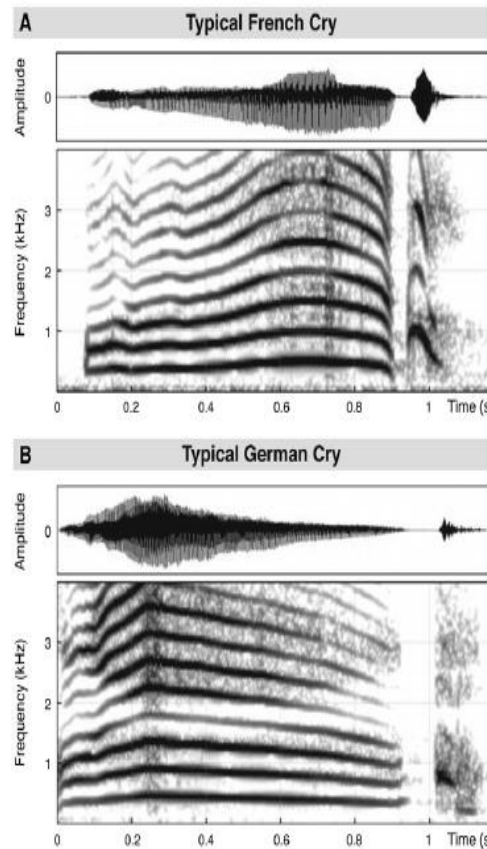 A Typical French Cry
Amplitude
0
Frequency (kHz)
3
2
1
0 0.2 0.4 0.6 0.8 1 Time (s
B Typical German Cry
Amplitude
0
Frequency (kHz)
3
2
1
0 0.2 0.4 0.6 0.8 1 Time (s